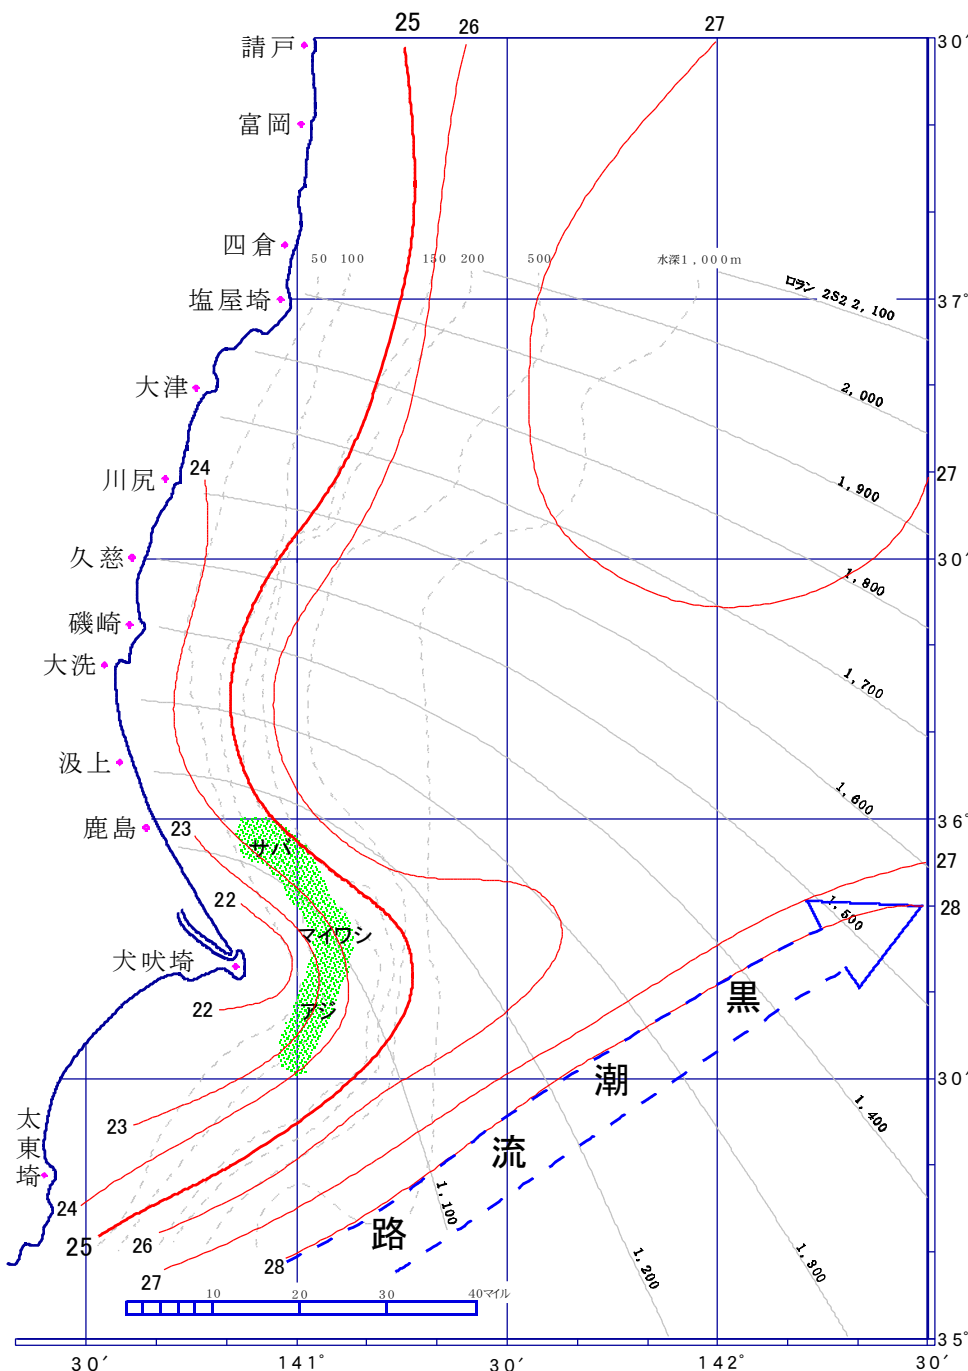 25
26
27
30′
請戸
富岡
四倉
50
100
150
200
500
水深1,000m
塩屋埼
ロラン 2S2 2,100
37°
大津
2,000
川尻
24
27
1,900
久慈
30′
1,800
磯崎
大洗
1,700
汲上
1,600
鹿島
23
36°
サバ
27
22
1,500
28
マイワシ
犬吠埼
22
アジ
黒
潮
流
路
30′
太東埼
23
1,400
24
1,100
25
26
27
28
1,200
1,300
10
20
30
40マイル
35°
30′
141°
30′
142°
30′